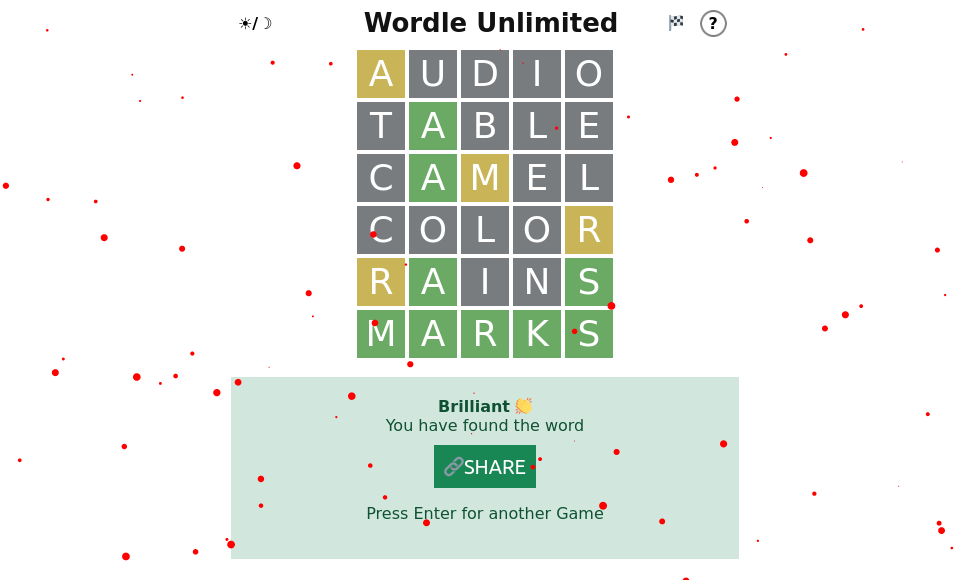 ☀/☽ Wordle Unlimited ?
AUDIO
TABLE
CAMEL
COLOR
RAINS
MARKS
Brilliant 👏
You have found the word
🔗SHARE
Press Enter for another Game